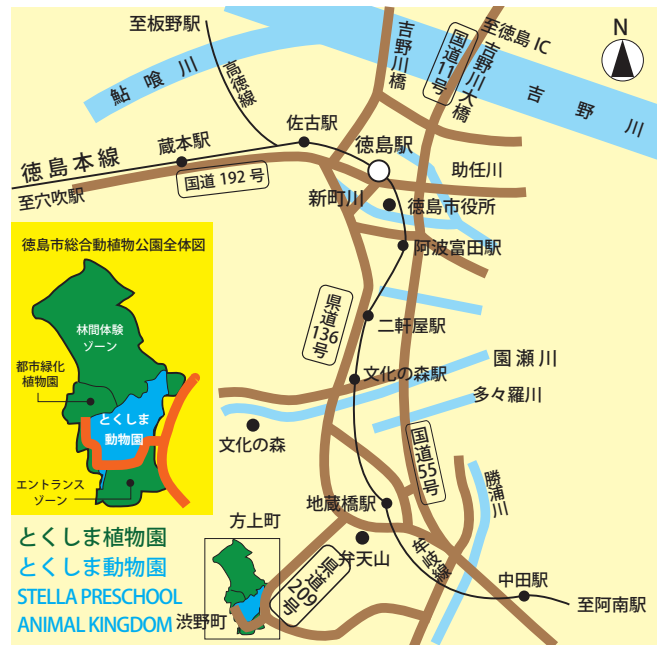 至板野駅
鮎喰川
高徳線
吉野川橋
国道11号
至徳島IC
吉野川大橋
吉野川
N
佐古駅
蔵本駅
徳島駅
徳島本線
国道192号
至穴吹駅
助任川
新町川
徳島市役所
阿波富田駅
徳島市総合動植物公園全体図
林間体験
ゾーン
都市緑化
植物園
とくしま
動物園
エントランス
ゾーン
県道136号
二軒屋駅
園瀬川
文化の森駅
多々羅川
文化の森
国道55号
勝浦川
地蔵橋駅
方上町
弁天山
牟岐線
県道209号
中田駅
至阿南駅
渋野町
とくしま植物園
とくしま動物園
STELLA PRESCHOOL
ANIMAL KINGDOM